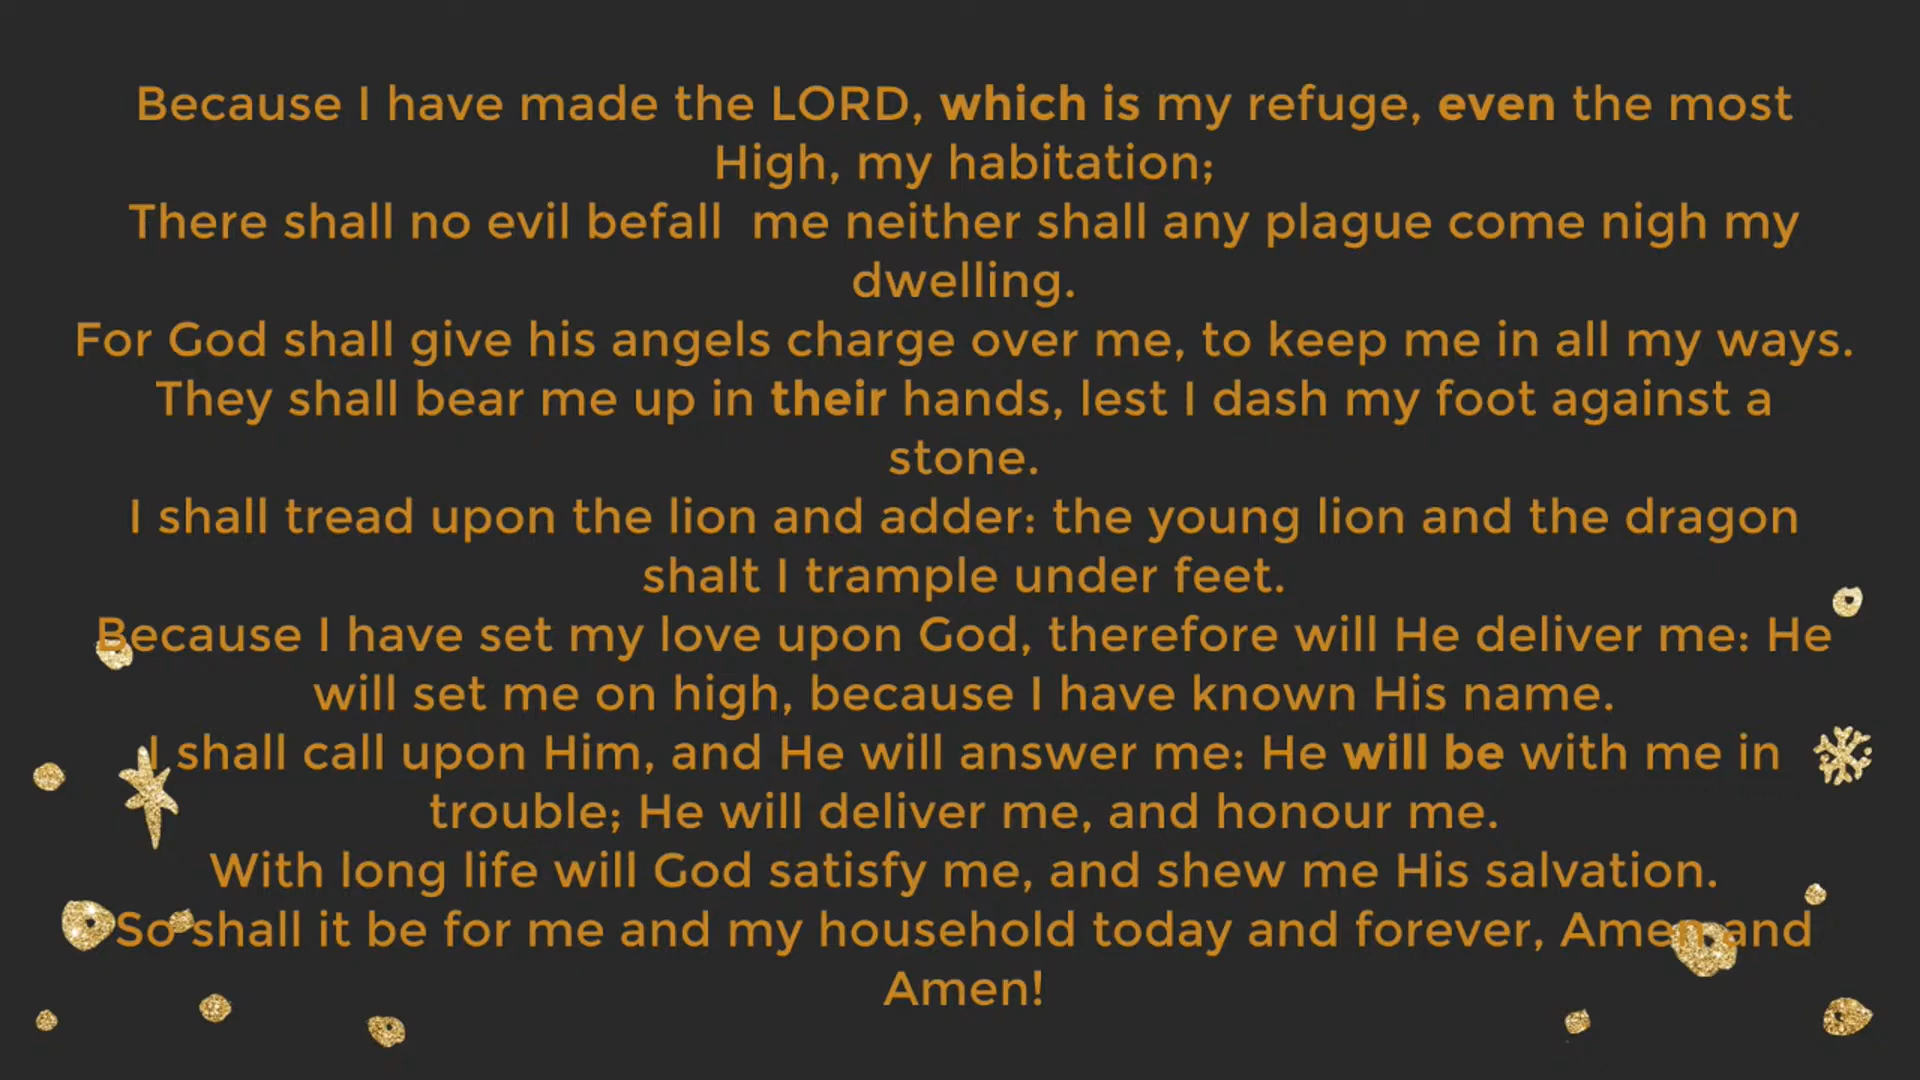 Because I have made the LORD, which is my refuge, even the most
High, my habitation;
There shall no evil befall  me neither shall any plague come nigh my
dwelling.
For God shall give his angels charge over me, to keep me in all my ways.
They shall bear me up in their hands, lest I dash my foot against a
stone.
I shall tread upon the lion and adder: the young lion and the dragon
shalt I trample under feet.
Because I have set my love upon God, therefore will He deliver me: He
will set me on high, because I have known His name.
I shall call upon Him, and He will answer me: He will be with me in
trouble; He will deliver me, and honour me.
With long life will God satisfy me, and shew me His salvation.
So shall it be for me and my household today and forever, Amen and
Amen!